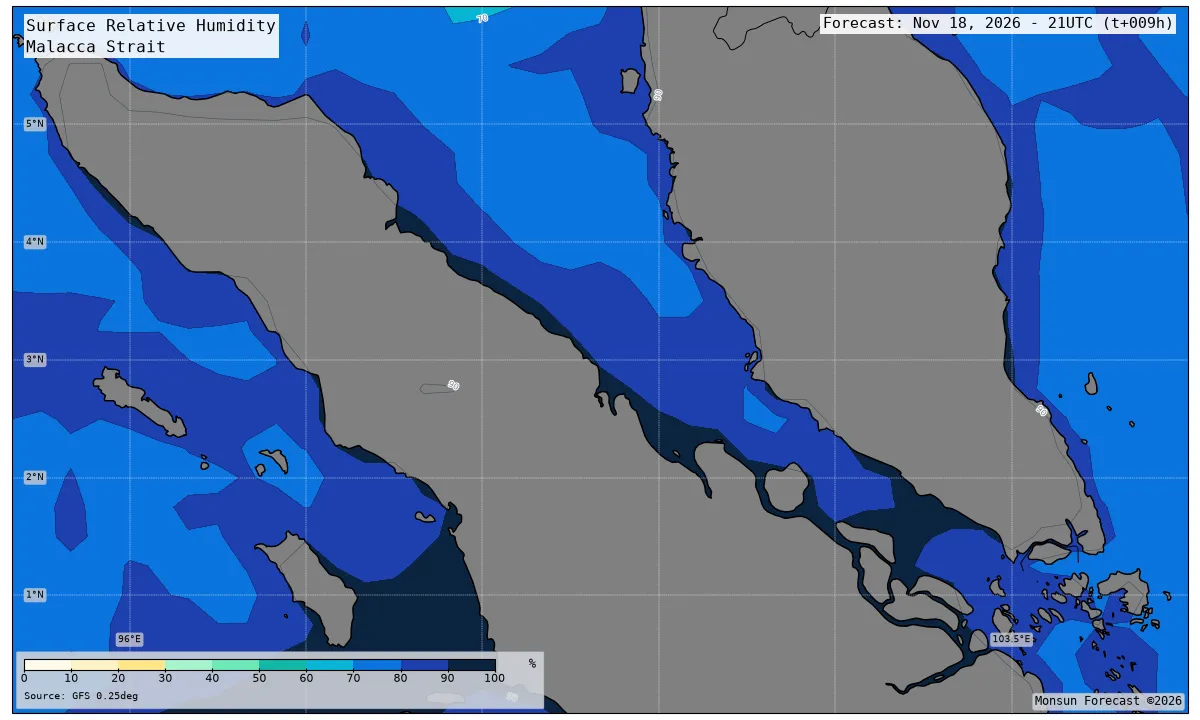 Surface Relative Humidity
Malacca Strait
Forecast: Nov 18, 2026 - 21UTC (t+009h)
70
90
5°N
4°N
3°N
90
90
2°N
1°N
96°E
103.5°E
%
0 10 20 30 40 50 60 70 80 90 100
Source: GFS 0.25deg
Monsun Forecast ©2026